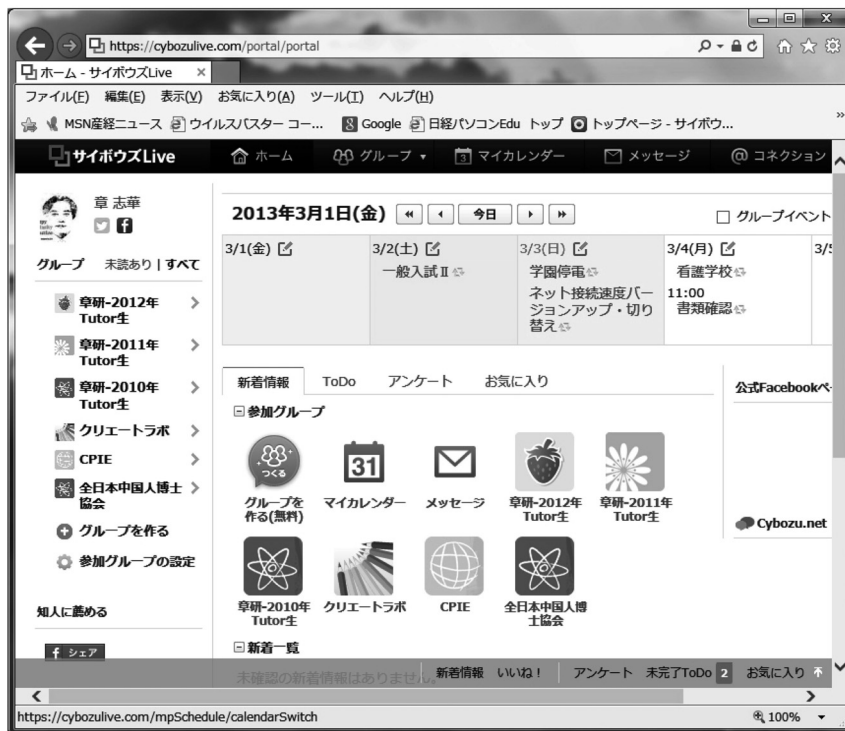 https://cybozulive.com/portal/portal
ホーム - サイボウズLive ×
ファイル(F) 編集(E) 表示(V) お気に入り(A) ツール(T) ヘルプ(H)
MSN産経ニュース ウイルスバスター コー... Google 日経パソコンEdu トップ トップページ - サイボウ... »
サイボウズLive ホーム グループ ▼ マイカレンダー メッセージ コネクション
章 志華
グループ 未読あり | すべて
章研-2012年
Tutor生
章研-2011年
Tutor生
章研-2010年
Tutor生
クリエートラボ
CPIE
全日本中国人博士
協会
グループを作る
参加グループの設定
知人に薦める
シェア
2013年3月1日(金) 今日 グループイベント
3/1(金) 3/2(土) 3/3(日) 3/4(月) 3/5
一般入試Ⅱ
学園停電
ネット接続速度バー
ジョンアップ・切り
替え
看護学校
11:00
書類確認
新着情報 ToDo アンケート お気に入り
公式Facebookペ
参加グループ
つくる
31
グループを
作る(無料)
マイカレンダー
メッセージ
章研-2012年
Tutor生
章研-2011年
Tutor生
Cybozu.net
章研-2010年
Tutor生
クリエートラボ
CPIE
全日本中国人博
士協会
新着一覧
未確認の新着情報はありません。
新着情報 いいね! アンケート 未完了ToDo 2 お気に入り
https://cybozulive.com/mpSchedule/calendarSwitch
100%